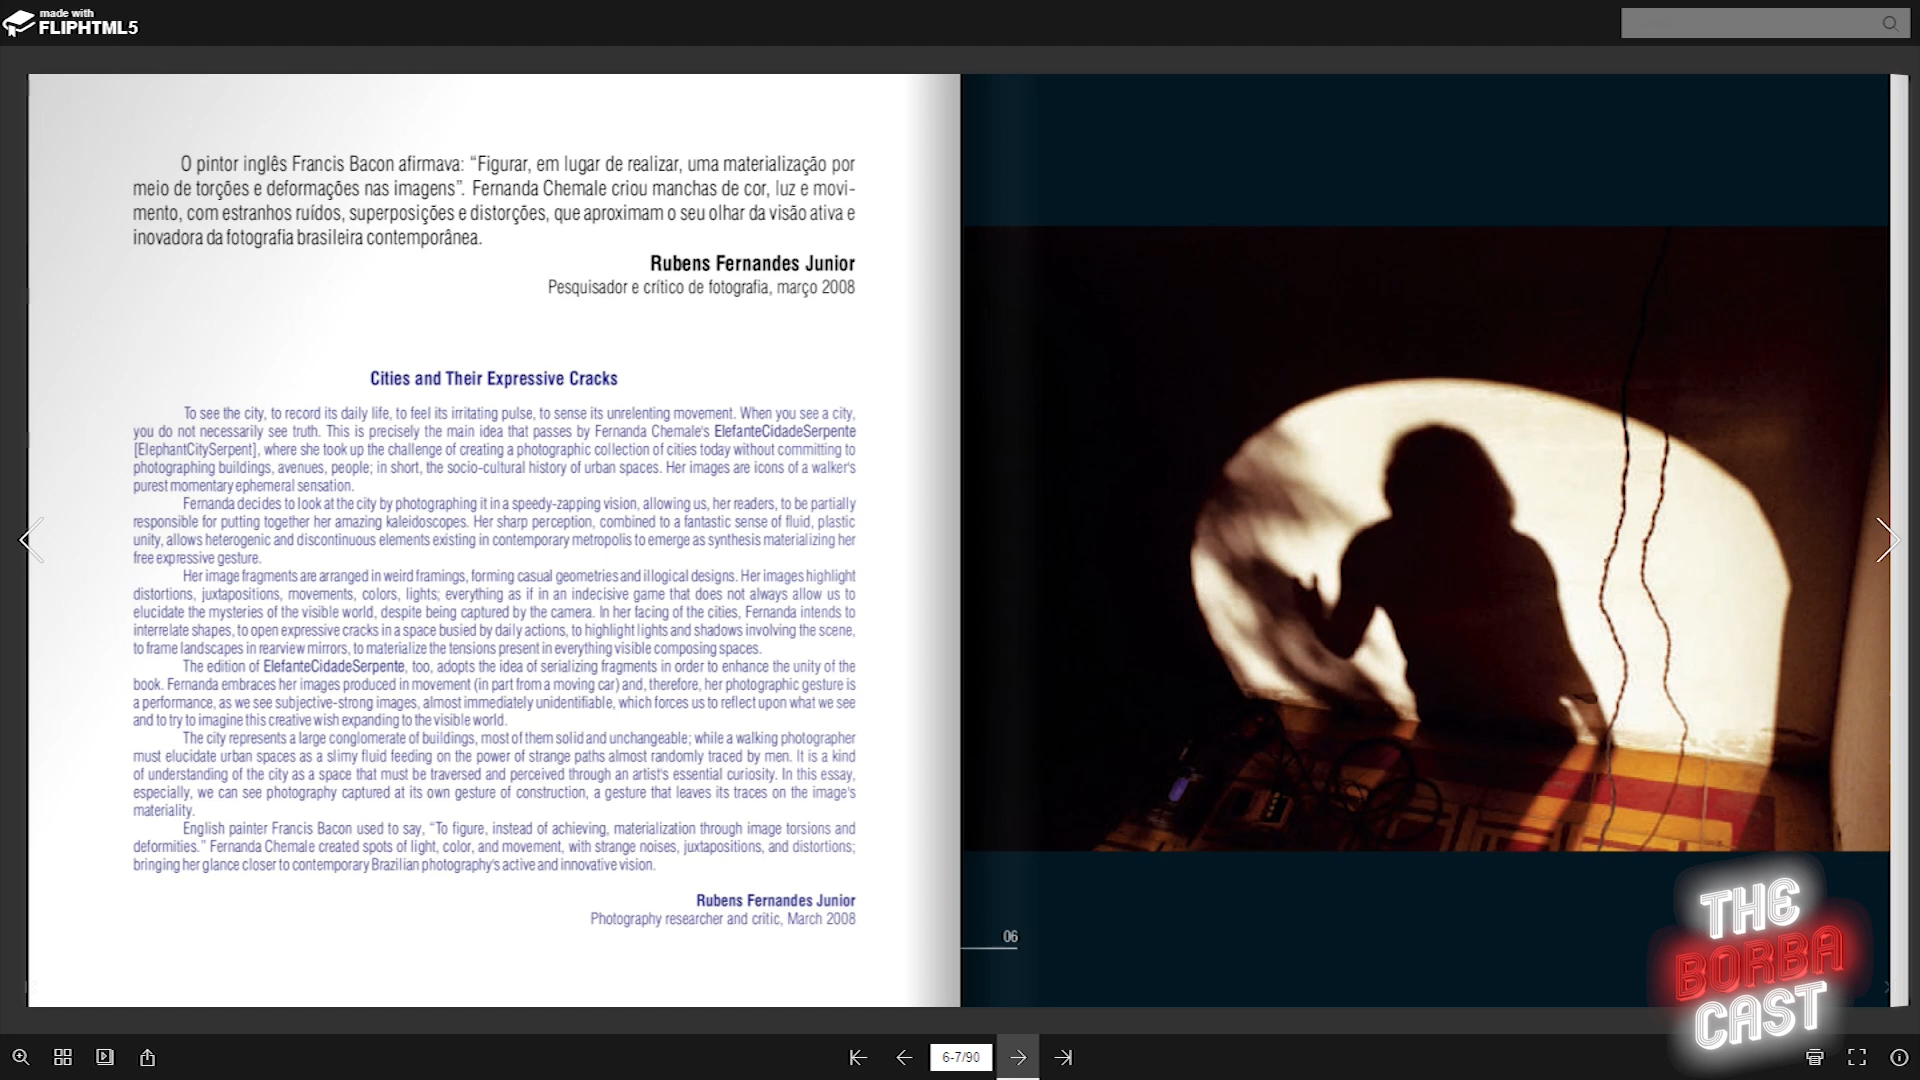 made with
FLIPHTML5
O pintor inglês Francis Bacon afirmava: “Figurar, em lugar de realizar, uma materialização por
meio de torções e deformações nas imagens”. Fernanda Chemale criou manchas de cor, luz e movi-
mento, com estranhos ruídos, superposições e distorções, que aproximam o seu olhar da visão ativa e
inovadora da fotografia brasileira contemporânea.
Rubens Fernandes Junior
Pesquisador e crítico de fotografia, março 2008
Cities and Their Expressive Cracks
To see the city, to record its daily life, to feel its irritating pulse, to sense its unrelenting movement. When you see a city,
you do not necessarily see truth. This is precisely the main idea that passes by Fernanda Chemale's ElefanteCidadeSerpente
[ElephantCitySerpent], where she took up the challenge of creating a photographic collection of cities today without committing to
photographing buildings, avenues, people; in short, the socio-cultural history of urban spaces. Her images are icons of a walker's
purest momentary ephemeral sensation.
Fernanda decides to look at the city by photographing it in a speedy-zapping vision, allowing us, her readers, to be partially
responsible for putting together her amazing kaleidoscopes. Her sharp perception, combined to a fantastic sense of fluid, plastic
unity, allows heterogenic and discontinuous elements existing in contemporary metropolis to emerge as synthesis materializing her
free expressive gesture.
Her image fragments are arranged in weird framings, forming casual geometries and illogical designs. Her images highlight
distortions, juxtapositions, movements, colors, lights; everything as if in an indecisive game that does not always allow us to
elucidate the mysteries of the visible world, despite being captured by the camera. In her facing of the cities, Fernanda intends to
interrelate shapes, to open expressive cracks in a space busied by daily actions, to highlight lights and shadows involving the scene,
to frame landscapes in rearview mirrors, to materialize the tensions present in everything visible composing spaces.
The edition of ElefanteCidadeSerpente, too, adopts the idea of serializing fragments in order to enhance the unity of the
book. Fernanda embraces her images produced in movement (in part from a moving car) and, therefore, her photographic gesture is
a performance, as we see subjective-strong images, almost immediately unidentifiable, which forces us to reflect upon what we see
and to try to imagine this creative wish expanding to the visible world.
The city represents a large conglomerate of buildings, most of them solid and unchangeable; while a walking photographer
must elucidate urban spaces as a slimy fluid feeding on the power of strange paths almost randomly traced by men. It is a kind
of understanding of the city as a space that must be traversed and perceived through an artist's essential curiosity. In this essay,
especially, we can see photography captured at its own gesture of construction, a gesture that leaves its traces on the image's
materiality.
English painter Francis Bacon used to say, “To figure, instead of achieving, materialization through image torsions and
deformities.” Fernanda Chemale created spots of light, color, and movement, with strange noises, juxtapositions, and distortions;
bringing her glance closer to contemporary Brazilian photography's active and innovative vision.
Rubens Fernandes Junior
Photography researcher and critic, March 2008
06
THE
BORBA
CAST
6-7/90